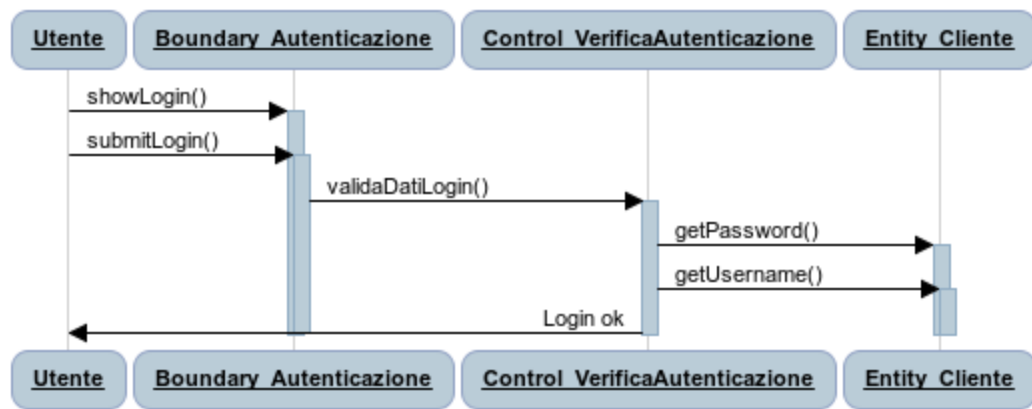 Utente
Boundary_Autenticazione
Control_VerificaAutenticazione
Entity_Cliente
showLogin()
submitLogin()
validaDatiLogin()
getPassword()
getUsername()
Login ok
Utente
Boundary_Autenticazione
Control_VerificaAutenticazione
Entity_Cliente